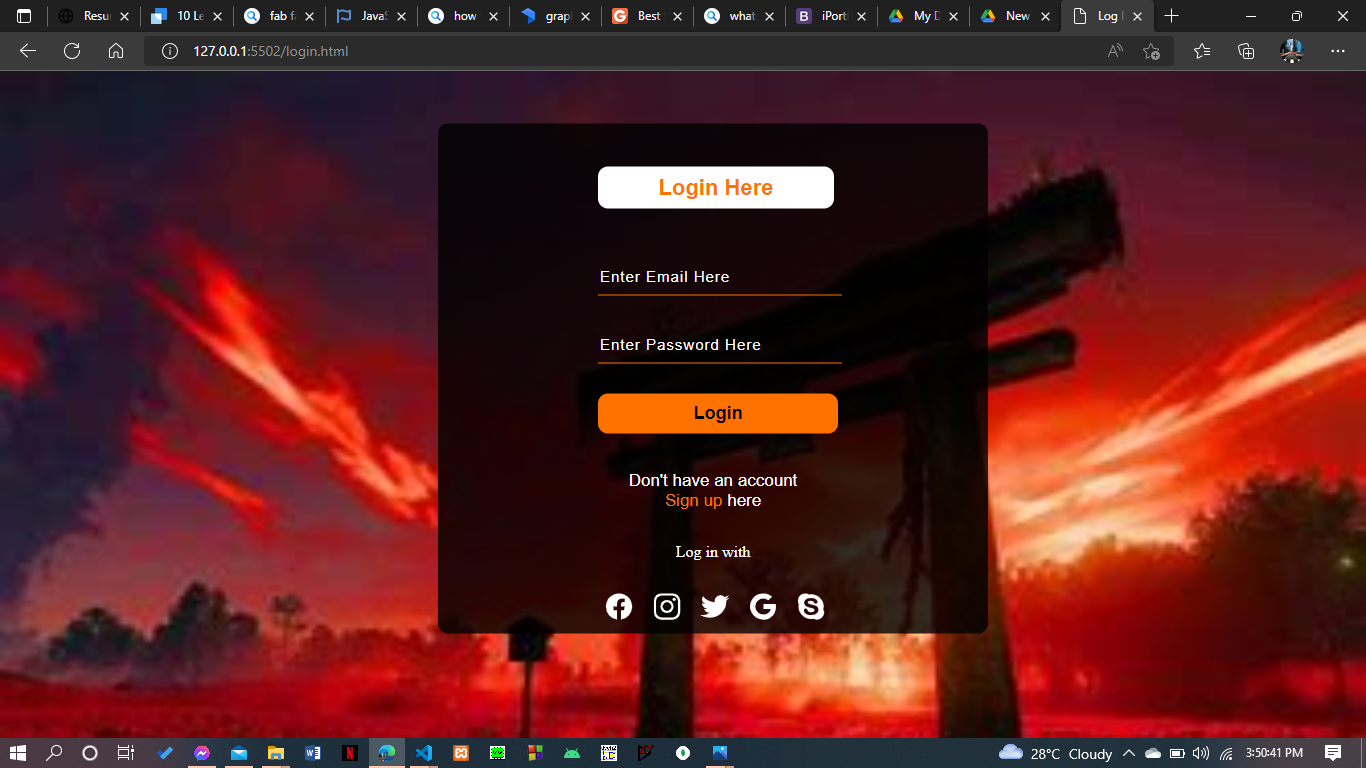 Resu
10 Le
fab fa
JavaS
how
grap
Best
what
iPort
My D
New
Log I
127.0.0.1:5502/login.html
Login Here
Enter Email Here
Enter Password Here
Login
Don't have an account
Sign up here
Log in with
28°C Cloudy
3:50:41 PM